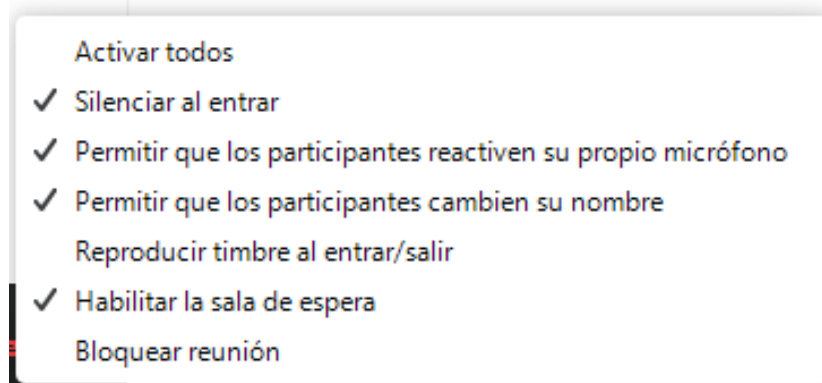 Activar todos
✓ Silenciar al entrar
✓ Permitir que los participantes reactiven su propio micrófono
✓ Permitir que los participantes cambien su nombre
Reproducir timbre al entrar/salir
✓ Habilitar la sala de espera
Bloquear reunión